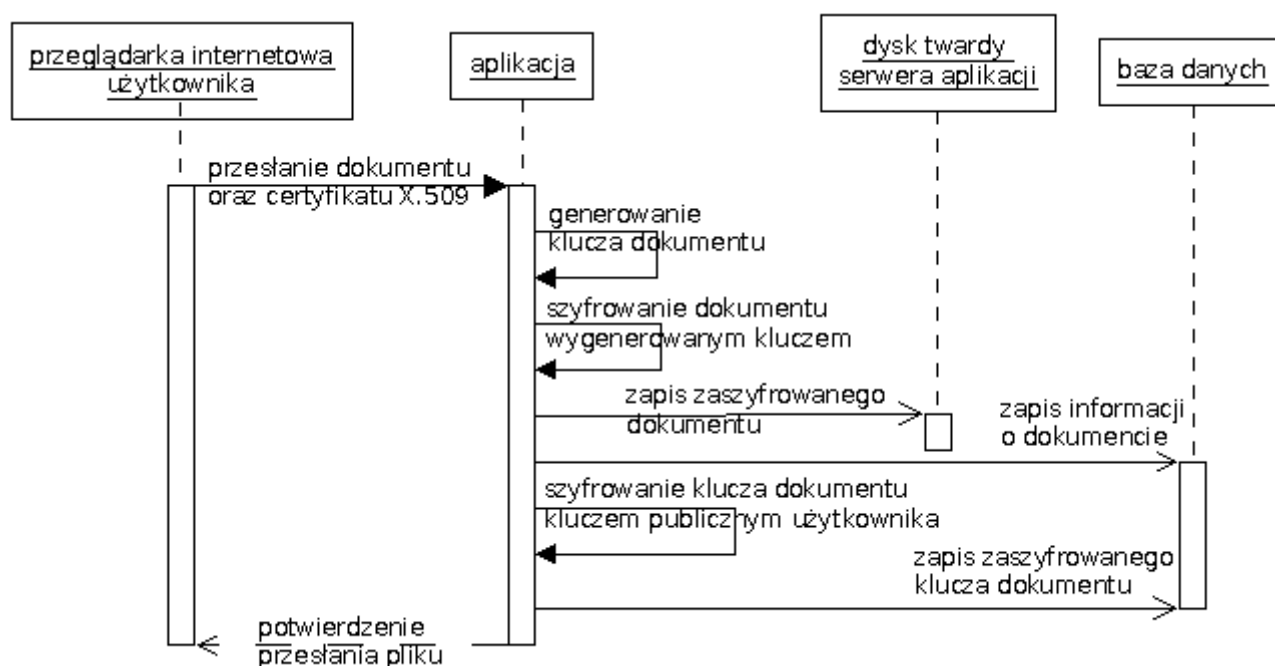 przeglądarka internetowa
użytkownika
aplikacja
dysk twardy
serwera aplikacji
baza danych
przesłanie dokumentu
oraz certyfikatu X.509
generowanie
klucza dokumentu
szyfrowanie dokumentu
wygenerowanym kluczem
zapis zaszyfrowanego
dokumentu
zapis informacji
o dokumencie
szyfrowanie klucza dokumentu
kluczem publicznym użytkownika
zapis zaszyfrowanego
klucza dokumentu
potwierdzenie
przesłania pliku